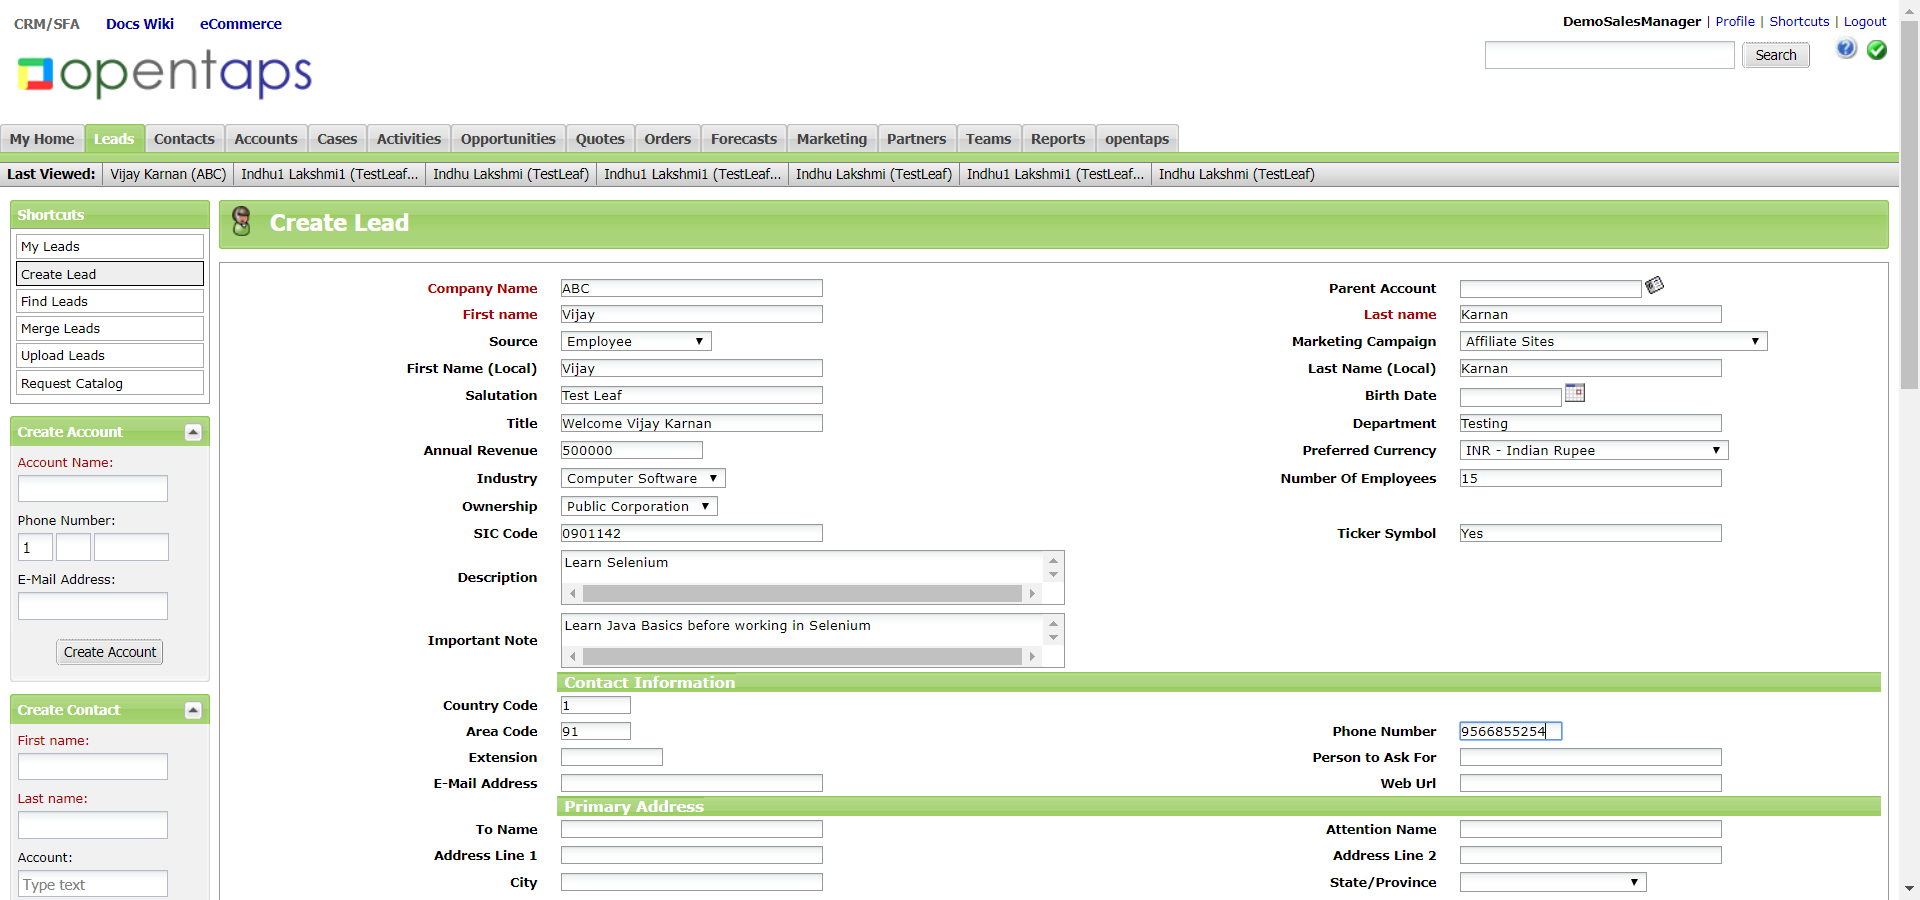 CRM/SFA Docs Wiki eCommerce
DemoSalesManager | Profile | Shortcuts | Logout
opentaps
Search
My Home Leads Contacts Accounts Cases Activities Opportunities Quotes Orders Forecasts Marketing Partners Teams Reports opentaps
Last Viewed: Vijay Karnan (ABC) Indhu1 Lakshmi1 (TestLeaf... Indhu Lakshmi (TestLeaf) Indhu1 Lakshmi1 (TestLeaf... Indhu Lakshmi (TestLeaf) Indhu1 Lakshmi1 (TestLeaf... Indhu Lakshmi (TestLeaf)
Shortcuts
My Leads
Create Lead
Find Leads
Merge Leads
Upload Leads
Request Catalog
Create Account
Account Name:
Phone Number:
1
E-Mail Address:
Create Account
Create Contact
First name:
Last name:
Account:
Type text
Create Lead
Company Name ABC Parent Account
First name Vijay Last name Karnan
Source Employee Marketing Campaign Affiliate Sites
First Name (Local) Vijay Last Name (Local) Karnan
Salutation Test Leaf Birth Date
Title Welcome Vijay Karnan Department Testing
Annual Revenue 500000 Preferred Currency INR - Indian Rupee
Industry Computer Software Number Of Employees 15
Ownership Public Corporation
SIC Code 0901142 Ticker Symbol Yes
Description Learn Selenium
Important Note Learn Java Basics before working in Selenium
Contact Information
Country Code 1
Area Code 91 Phone Number 9566855254
Extension Person to Ask For
E-Mail Address Web Url
Primary Address
To Name Attention Name
Address Line 1 Address Line 2
City State/Province